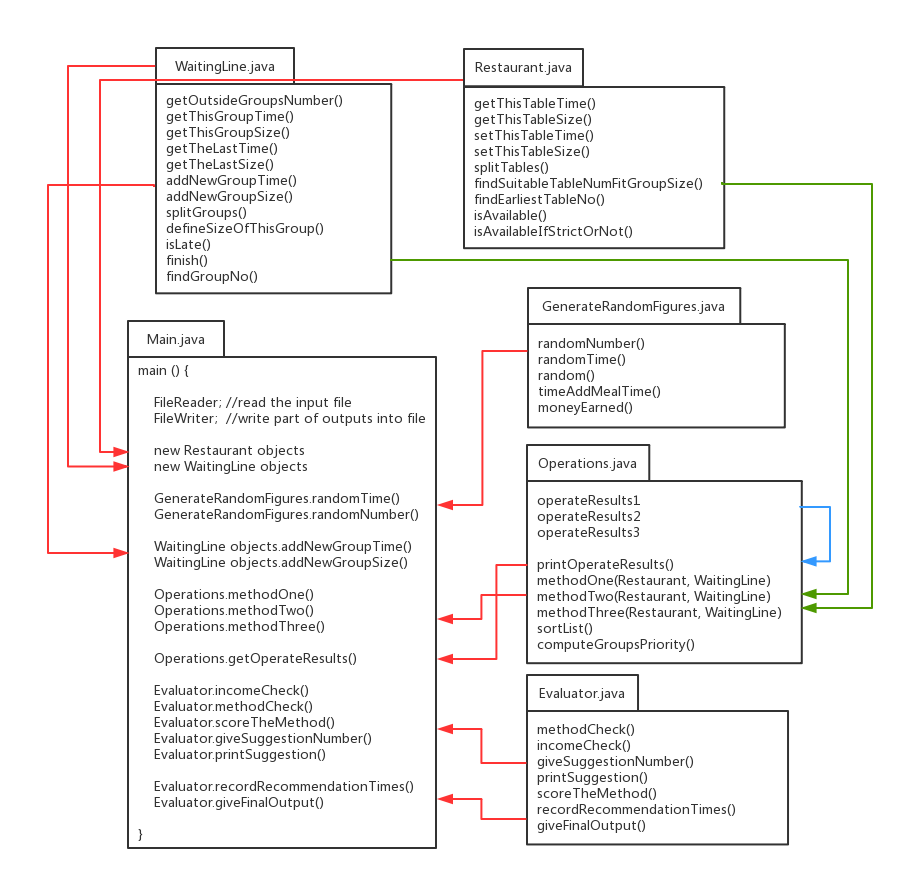 WaitingLine.java
getOutsideGroupsNumber()
getThisGroupTime()
getThisGroupSize()
getTheLastTime()
getTheLastSize()
addNewGroupTime()
addNewGroupSize()
splitGroups()
defineSizeOfThisGroup()
isLate()
finish()
findGroupNo()
Restaurant.java
getThisTableTime()
getThisTableSize()
setThisTableTime()
setThisTableSize()
splitTables()
findSuitableTableNumFitGroupSize()
findEarliestTableNo()
isAvailable()
isAvailableIfStrictOrNot()
Main.java
main () {
FileReader; //read the input file
FileWriter;  //write part of outputs into file
new Restaurant objects
new WaitingLine objects
GenerateRandomFigures.randomTime()
GenerateRandomFigures.randomNumber()
WaitingLine objects.addNewGroupTime()
WaitingLine objects.addNewGroupSize()
Operations.methodOne()
Operations.methodTwo()
Operations.methodThree()
Operations.getOperateResults()
Evaluator.incomeCheck()
Evaluator.methodCheck()
Evaluator.scoreTheMethod()
Evaluator.giveSuggestionNumber()
Evaluator.printSuggestion()
Evaluator.recordRecommendationTimes()
Evaluator.giveFinalOutput()
}
GenerateRandomFigures.java
randomNumber()
randomTime()
random()
timeAddMealTime()
moneyEarned()
Operations.java
operateResults1
operateResults2
operateResults3
printOperateResults()
methodOne(Restaurant, WaitingLine)
methodTwo(Restaurant, WaitingLine)
methodThree(Restaurant, WaitingLine)
sortList()
computeGroupsPriority()
Evaluator.java
methodCheck()
incomeCheck()
giveSuggestionNumber()
printSuggestion()
scoreTheMethod()
recordRecommendationTimes()
giveFinalOutput()